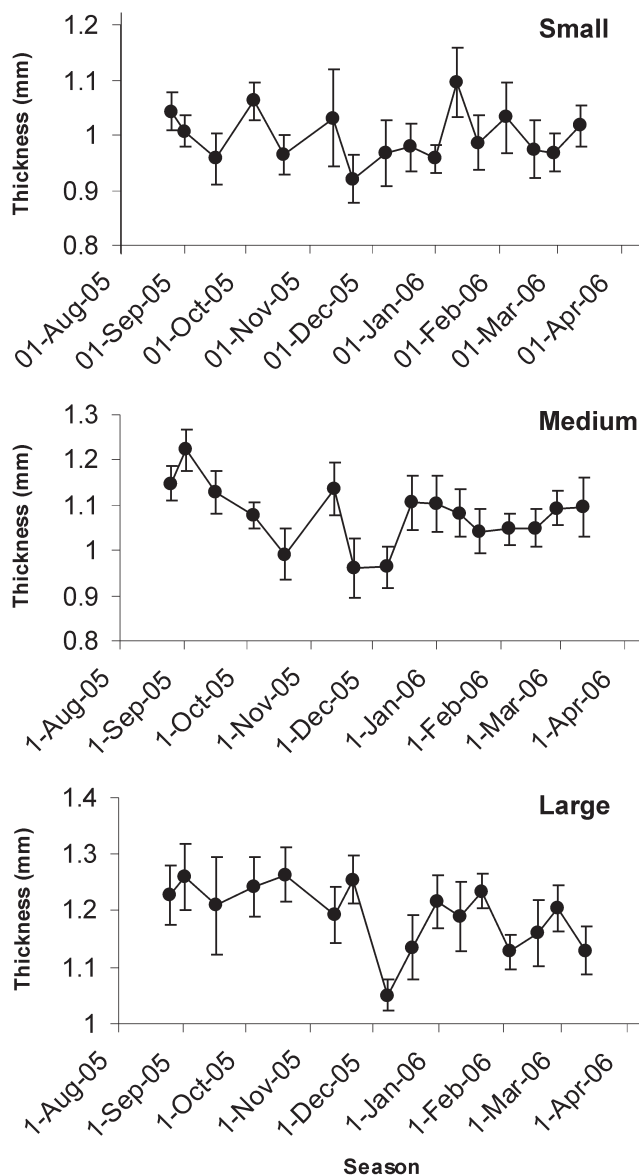 Small
Thickness (mm)
1.2
1.1
1
0.9
0.8
01-Aug-05
01-Sep-05
01-Oct-05
01-Nov-05
01-Dec-05
01-Jan-06
01-Feb-06
01-Mar-06
01-Apr-06
Medium
Thickness (mm)
1.3
1.2
1.1
1
0.9
0.8
1-Aug-05
1-Sep-05
1-Oct-05
1-Nov-05
1-Dec-05
1-Jan-06
1-Feb-06
1-Mar-06
1-Apr-06
Large
Thickness (mm)
1.4
1.3
1.2
1.1
1
1-Aug-05
1-Sep-05
1-Oct-05
1-Nov-05
1-Dec-05
1-Jan-06
1-Feb-06
1-Mar-06
1-Apr-06
Season